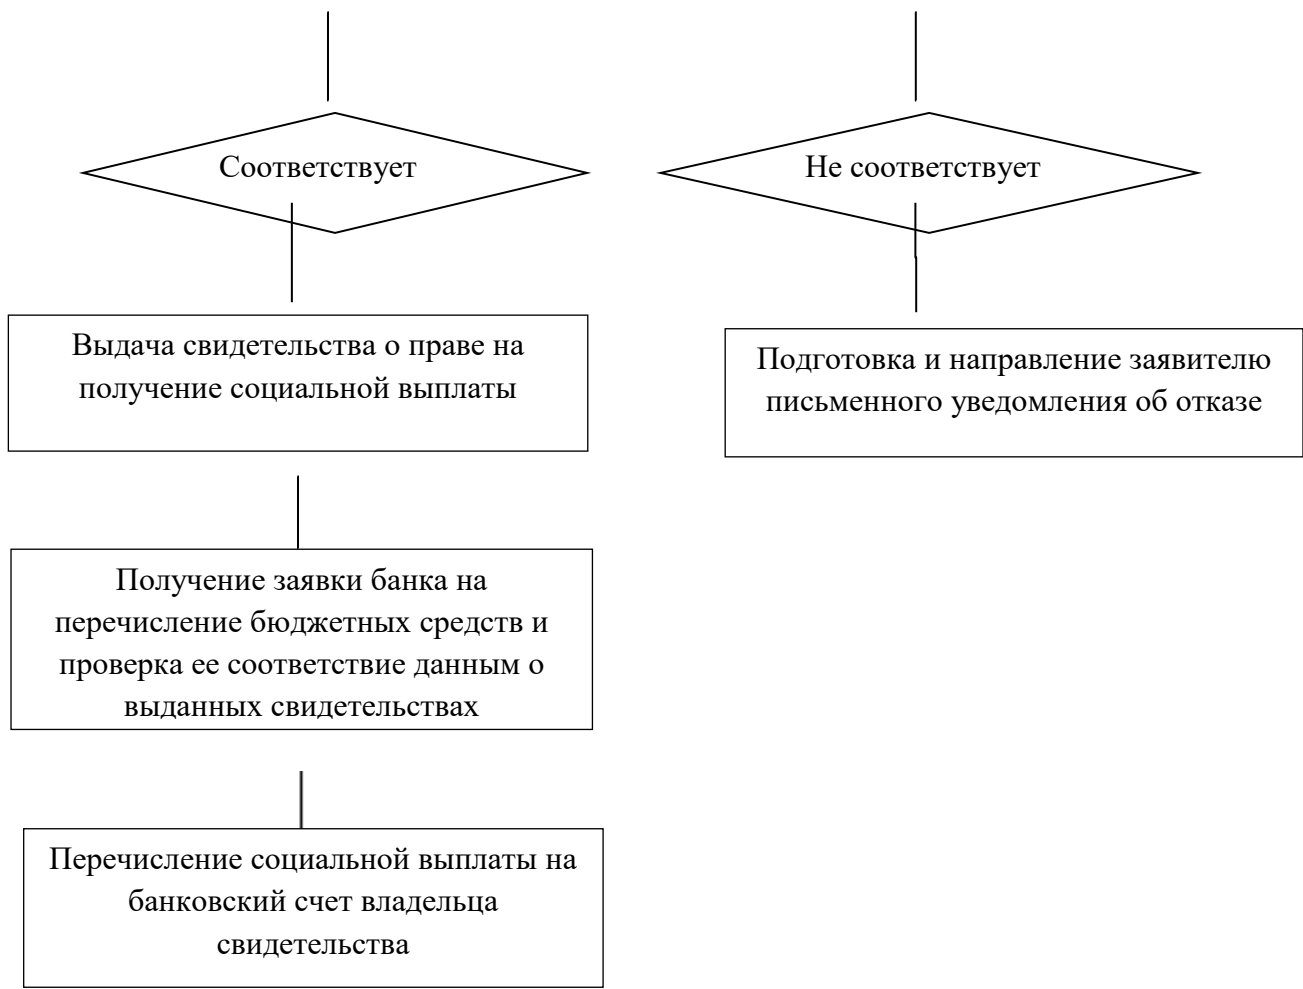 Соответствует
Не соответствует
Выдача свидетельства о праве на
получение социальной выплаты
Подготовка и направление заявителю
письменного уведомления об отказе
Получение заявки банка на
перечисление бюджетных средств и
проверка ее соответствие данным о
выданных свидетельствах
Перечисление социальной выплаты на
банковский счет владельца
свидетельства